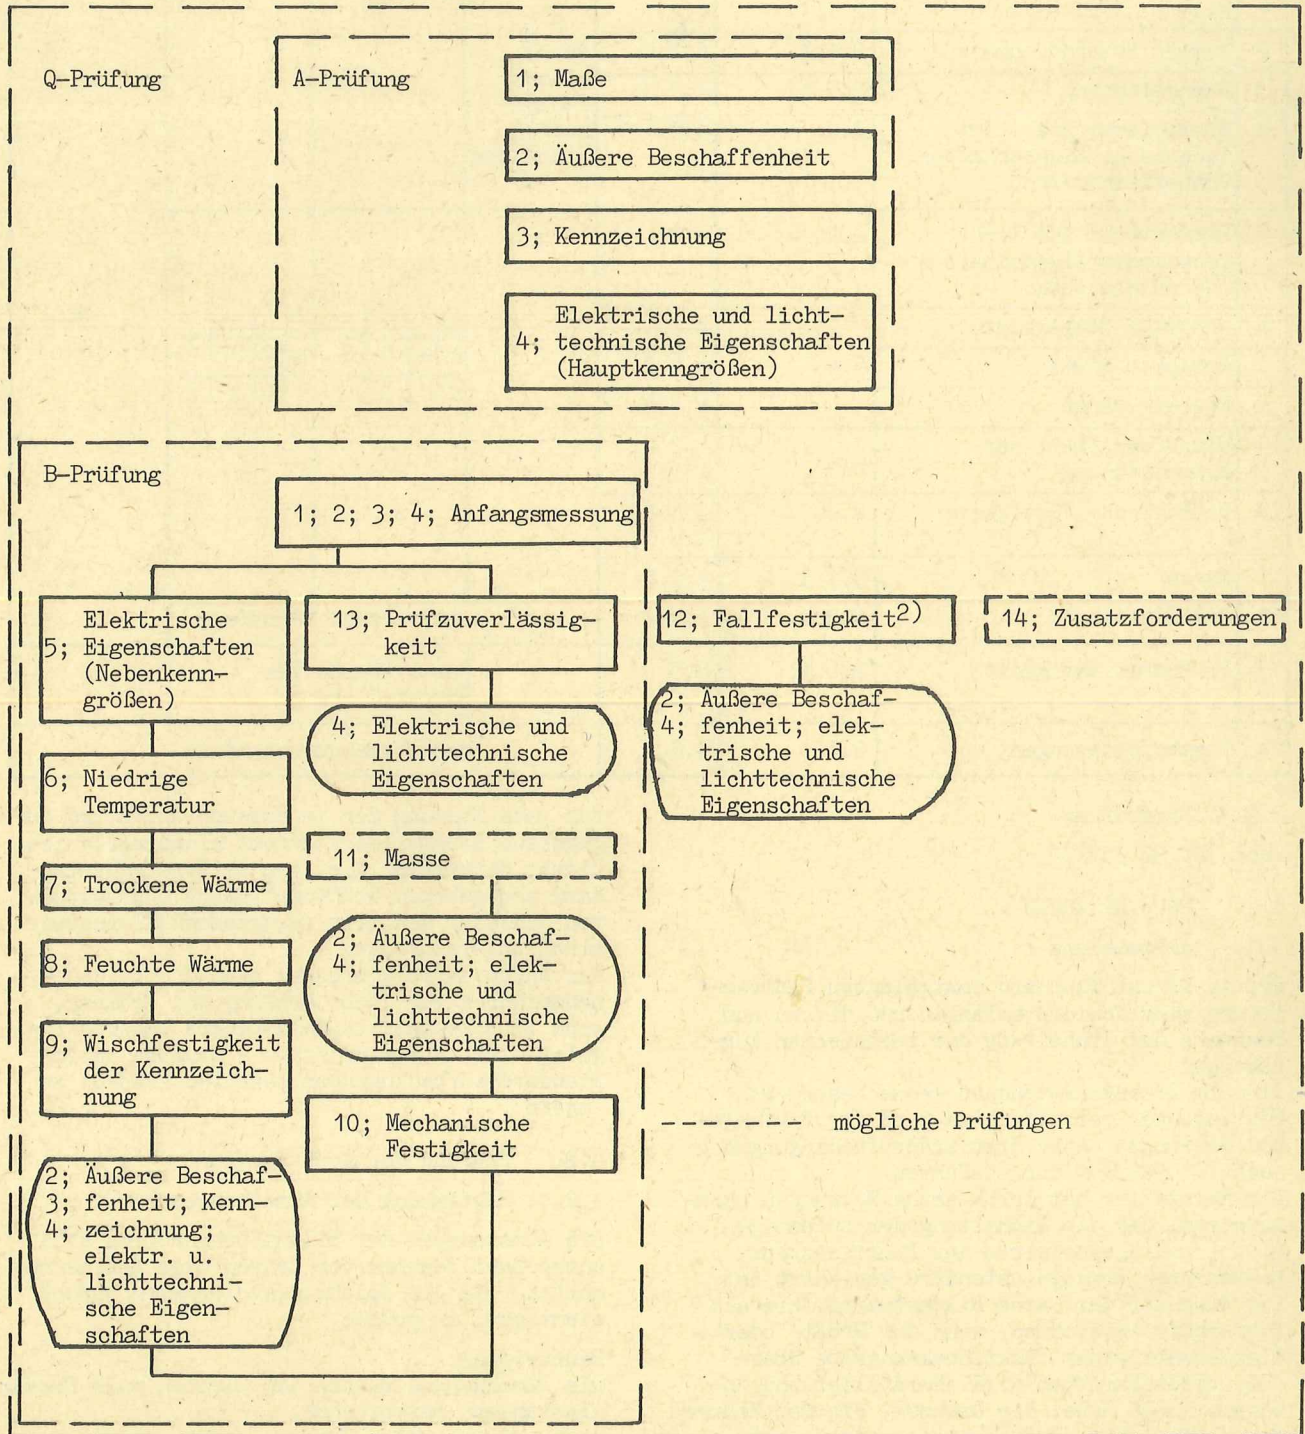 Q-Prüfung
A-Prüfung
1; Maße
2; Äußere Beschaffenheit
3; Kennzeichnung
Elektrische und licht-
4; technische Eigenschaften
(Hauptkenngrößen)
B-Prüfung
1; 2; 3; 4; Anfangsmessung
Elektrische
5; Eigenschaften
(Nebenkenn-
größen)
6; Niedrige
Temperatur
7; Trockene Wärme
8; Feuchte Wärme
9; Wischfestigkeit
der Kennzeich-
nung
2; Äußere Beschaf-
3; fenheit; Kenn-
4; zeichnung;
elektr. u.
lichttechni-
sche Eigen-
schaften
13; Prüfzuverlässig-
keit
4; Elektrische und
lichttechnische
Eigenschaften
11; Masse
2; Äußere Beschaf-
4; fenheit; elek-
trische und
lichttechnische
Eigenschaften
10; Mechanische
Festigkeit
12; Fallfestigkeit2)
2; Äußere Beschaf-
4; fenheit; elek-
trische und
lichttechnische
Eigenschaften
14; Zusatzforderungen
------- mögliche Prüfungen